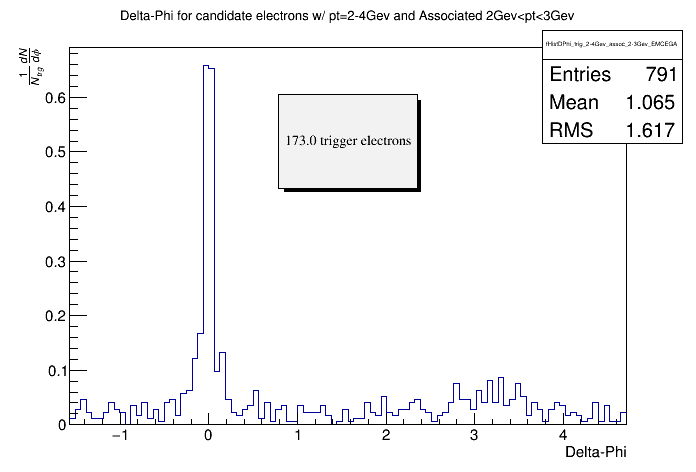 Delta-Phi for candidate electrons w/ pt=2-4Gev and Associated 2Gev<pt<3Gev
fHistDPhi_trig_2-4Gev_assoc_2-3Gev_EMCEGA
Entries 791
Mean 1.065
RMS 1.617
1 dN
N_trg dϕ
173.0 trigger electrons
0.6
0.5
0.4
0.3
0.2
0.1
0
−1 0 1 2 3 4
Delta-Phi